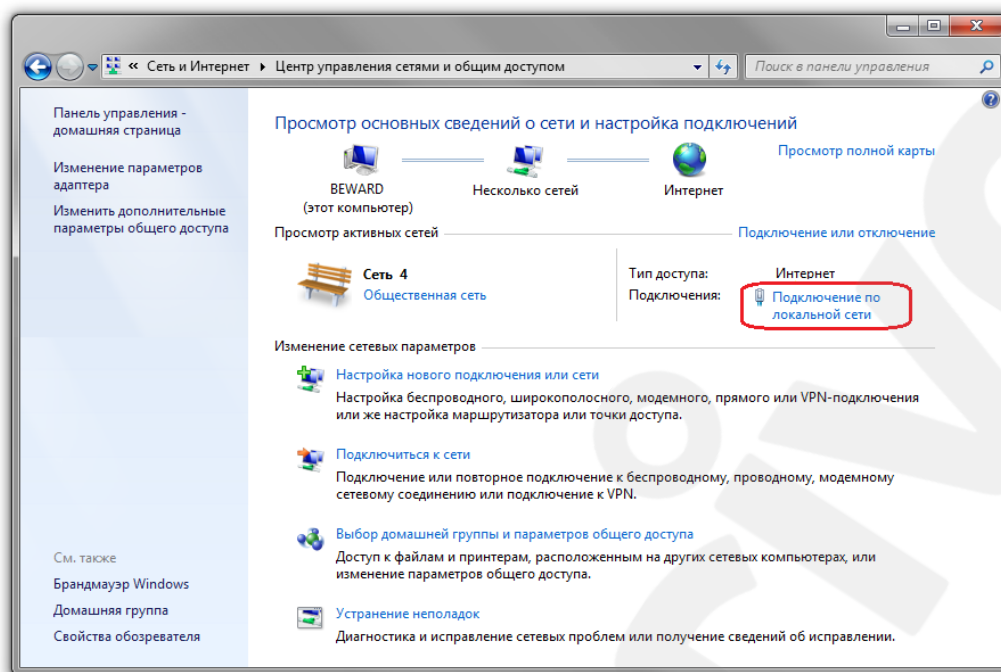 « Сеть и Интернет ▸ Центр управления сетями и общим доступом
Поиск в панели управления
Панель управления -
домашняя страница
Изменение параметров
адаптера
Изменить дополнительные
параметры общего доступа
См. также
Брандмауэр Windows
Домашняя группа
Свойства обозревателя
Просмотр основных сведений о сети и настройка подключений
Просмотр полной карты
BEWARD
(этот компьютер)
Несколько сетей
Интернет
Просмотр активных сетей
Подключение или отключение
Сеть 4
Общественная сеть
Тип доступа: Интернет
Подключения: Подключение по
локальной сети
Изменение сетевых параметров
Настройка нового подключения или сети
Настройка беспроводного, широкополосного, модемного, прямого или VPN-подключения
или же настройка маршрутизатора или точки доступа.
Подключиться к сети
Подключение или повторное подключение к беспроводному, проводному, модемному
сетевому соединению или подключение к VPN.
Выбор домашней группы и параметров общего доступа
Доступ к файлам и принтерам, расположенным на других сетевых компьютерах, или
изменение параметров общего доступа.
Устранение неполадок
Диагностика и исправление сетевых проблем или получение сведений об исправлении.